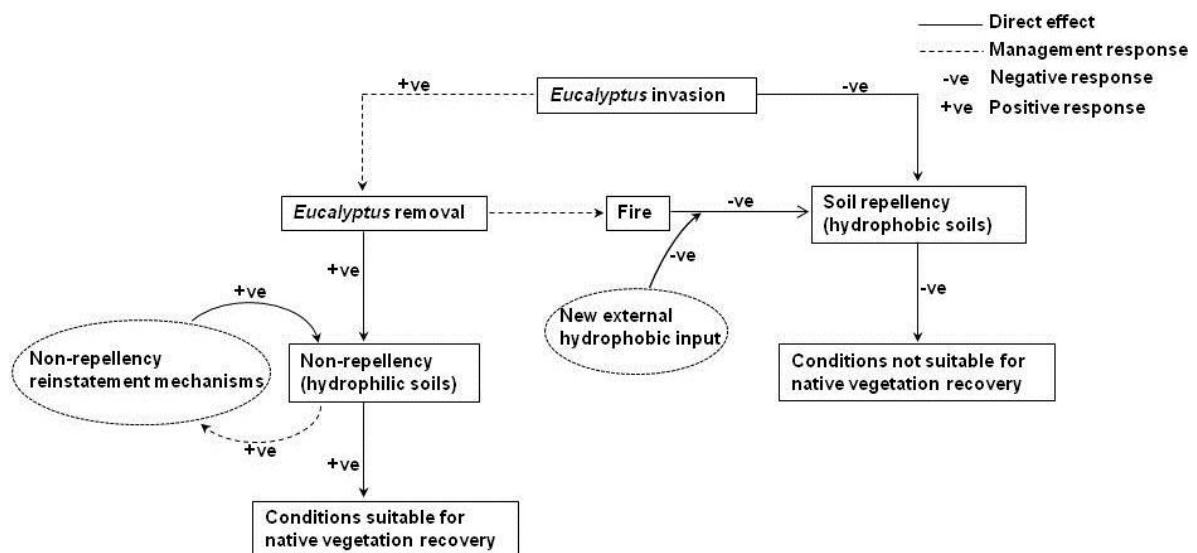 Direct effect
Management response
-ve Negative response
+ve Positive response
+ve
Eucalyptus invasion
-ve
Eucalyptus removal
Fire
-ve
Soil repellency
(hydrophobic soils)
+ve
-ve
-ve
+ve
New external
hydrophobic input
Non-repellency
reinstatement mechanisms
Non-repellency
(hydrophilic soils)
Conditions not suitable for
native vegetation recovery
+ve
+ve
Conditions suitable for
native vegetation recovery